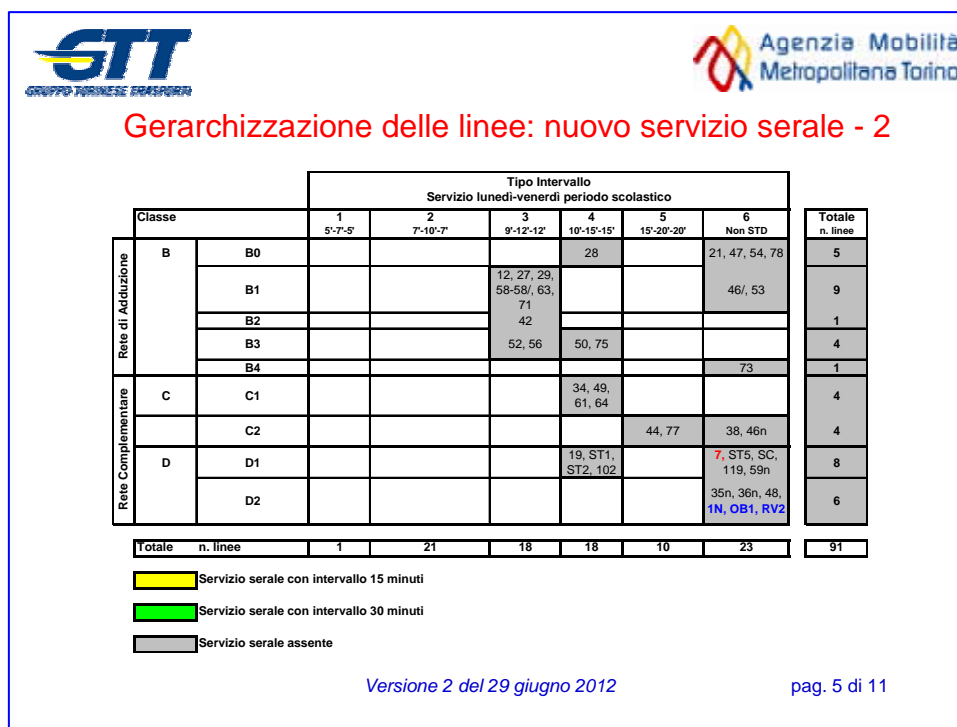 GTT
GRUPPO TORINESE TRASPORTI
Agenzia Mobilità
Metropolitana Torino
Gerarchizzazione delle linee: nuovo servizio serale - 2
Tipo Intervallo
Servizio lunedì-venerdì periodo scolastico
Classe 1 2 3 4 5 6 Totale
5'-7'-5' 7'-10'-7' 9'-12'-12' 10'-15'-15' 15'-20'-20' Non STD n. linee
Rete di Adduzione
B B0 28 21, 47, 54, 78 5
12, 27, 29,
B1 58-58/, 63, 46/, 53 9
71
B2 42 1
B3 52, 56 50, 75 4
B4 73 1
Rete Complementare
C C1 34, 49, 4
61, 64
C2 44, 77 38, 46n 4
D D1 19, ST1, 7, ST5, SC, 8
ST2, 102 119, 59n
D2 35n, 36n, 48, 6
1N, OB1, RV2
Totale n. linee 1 21 18 18 10 23 91
Servizio serale con intervallo 15 minuti
Servizio serale con intervallo 30 minuti
Servizio serale assente
Versione 2 del 29 giugno 2012 pag. 5 di 11